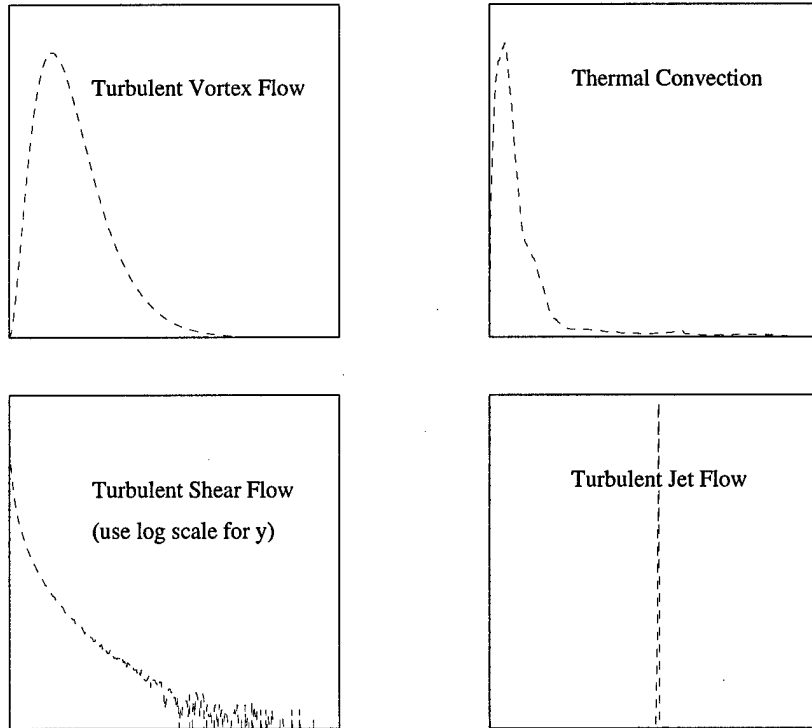 Turbulent Vortex Flow
Thermal Convection
Turbulent Shear Flow
(use log scale for y)
Turbulent Jet Flow